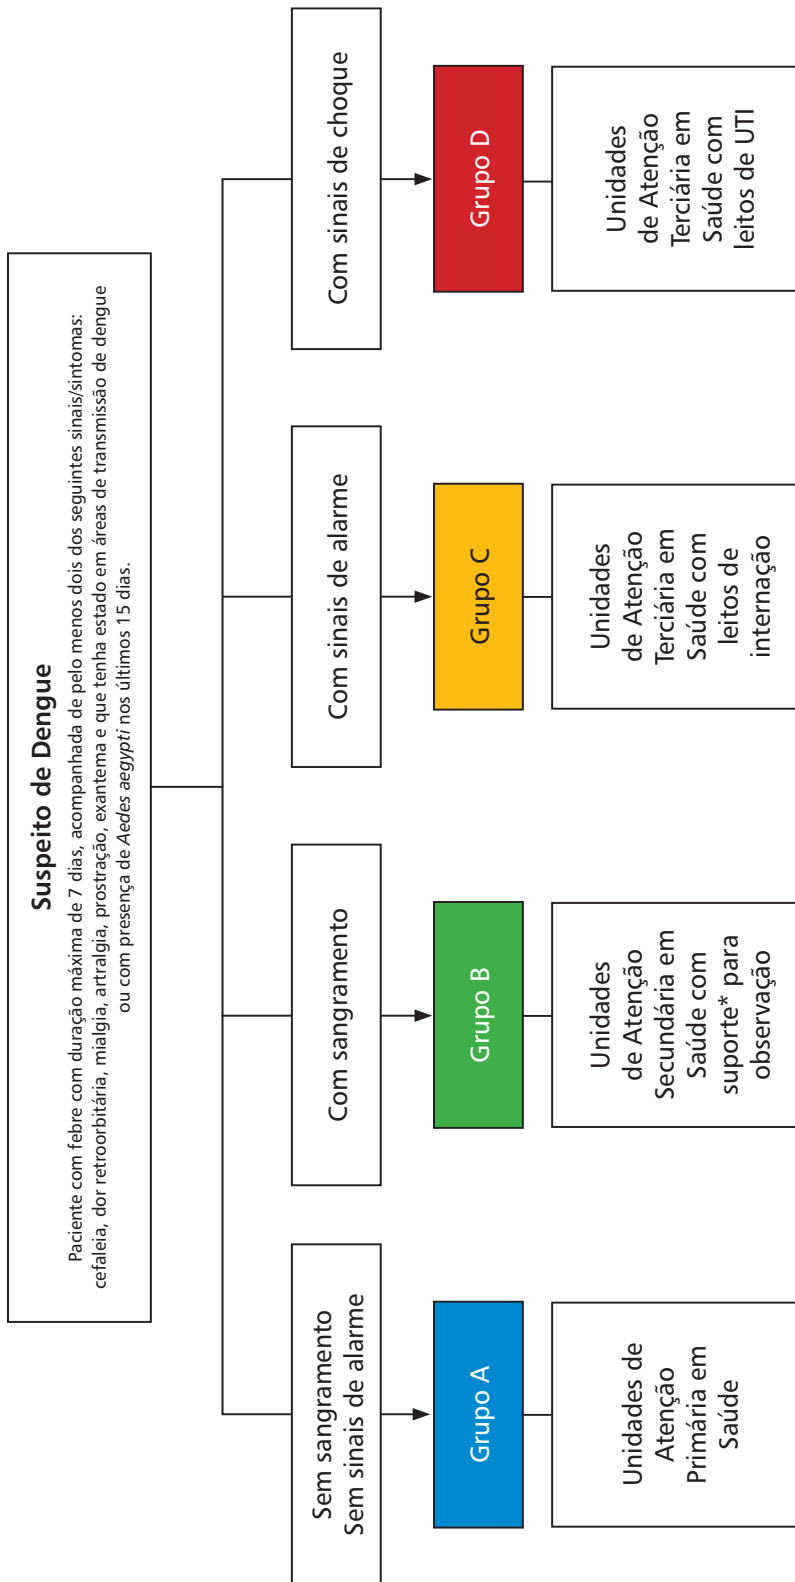 Suspeito de Dengue
Paciente com febre com duração máxima de 7 dias, acompanhada de pelo menos dois dos seguintes sinais/sintomas:
cefaleia, dor retroorbitária, mialgia, artralgia, prostração, exantema e que tenha estado em áreas de transmissão de dengue
ou com presença de Aedes aegypti nos últimos 15 dias.
Sem sangramento
Sem sinais de alarme
Com sangramento
Com sinais de alarme
Com sinais de choque
Grupo A
Grupo B
Grupo C
Grupo D
Unidades de
Atenção
Primária em
Saúde
Unidades
de Atenção
Secundária em
Saúde com
suporte* para
observação
Unidades
de Atenção
Terciária em
Saúde com
leitos de
internação
Unidades
de Atenção
Terciária em
Saúde com
leitos de UTI